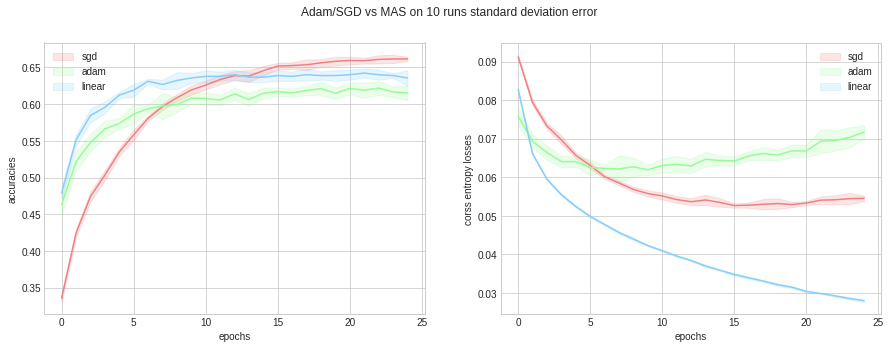 Adam/SGD vs MAS on 10 runs standard deviation error
sgd
adam
linear
0.65
0.60
0.55
0.50
0.45
0.40
0.35
accuracies
0
5
10
15
20
25
epochs
sgd
adam
linear
0.09
0.08
0.07
0.06
0.05
0.04
0.03
corss entropy losses
0
5
10
15
20
25
epochs